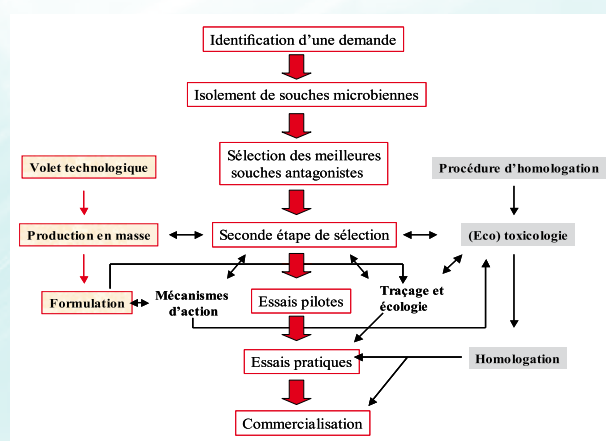 Identification d'une demande
Isolement de souches microbiennes
Sélection des meilleures
souches antagonistes
Volet technologique
Procédure d'homologation
Production en masse
Seconde étape de sélection
(Eco) toxicologie
Formulation
Mécanismes
d'action
Essais pilotes
Traçage et
écologie
Essais pratiques
Homologation
Commercialisation